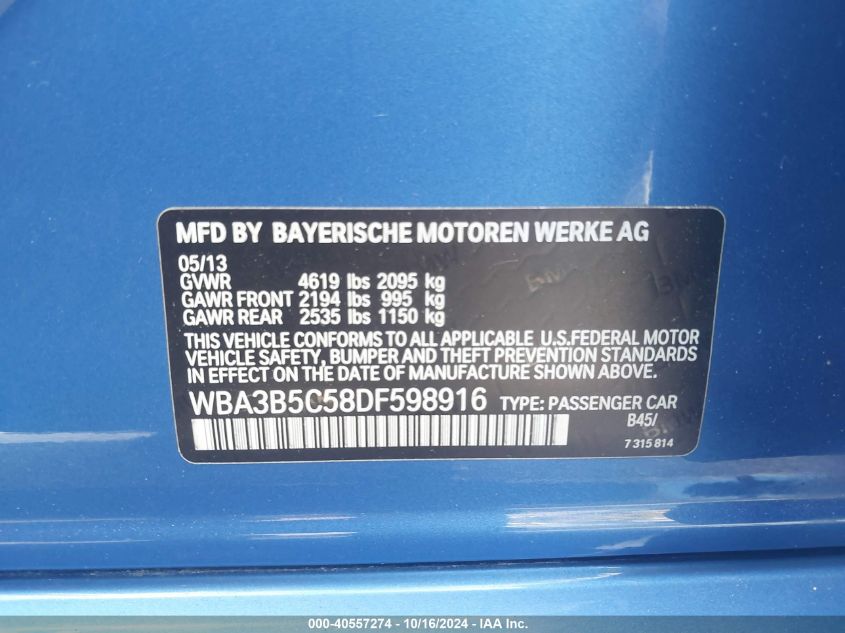 MFD BY BAYERISCHE MOTOREN WERKE AG
05/13
GVWR 4619 lbs 2095 kg
GAWR FRONT 2194 lbs 995 kg
GAWR REAR 2535 lbs 1150 kg
THIS VEHICLE CONFORMS TO ALL APPLICABLE U.S.FEDERAL MOTOR
VEHICLE SAFETY, BUMPER AND THEFT PREVENTION STANDARDS
IN EFFECT ON THE DATE OF MANUFACTURE SHOWN ABOVE.
WBA3B5C58DF598916 TYPE: PASSENGER CAR
B45/
7 315 814
000-40557274 - 10/16/2024 - IAA Inc.